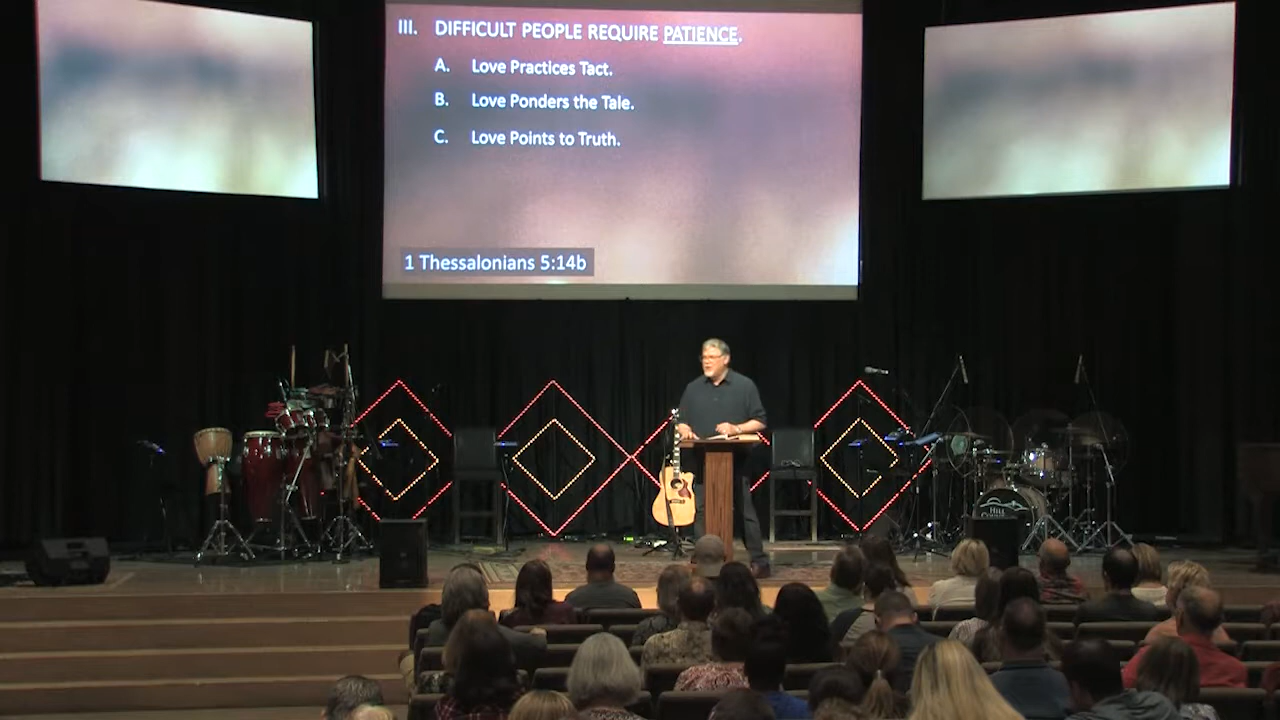 III. DIFFICULT PEOPLE REQUIRE PATIENCE.
A. Love Practices Tact.
B. Love Ponders the Tale.
C. Love Points to Truth.
1 Thessalonians 5:14b
HILL